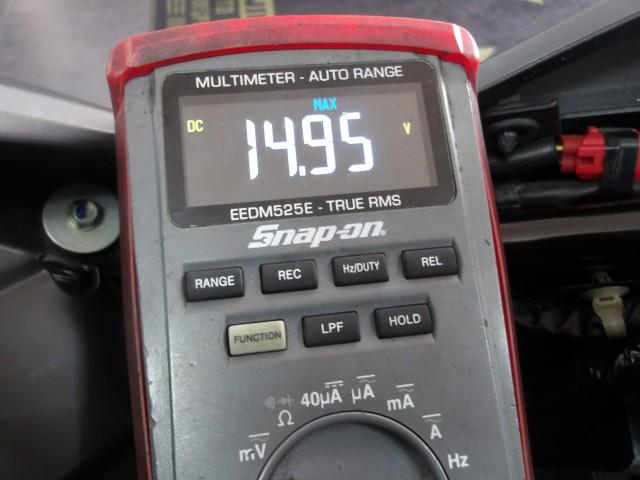 MULTIMETER - AUTO RANGE
MAX
DC 14.95 V
EEDM525E - TRUE RMS
Snap-on
RANGE REC Hz/DUTY REL
FUNCTION LPF HOLD
Ω 40µA µA mA
mV A Hz